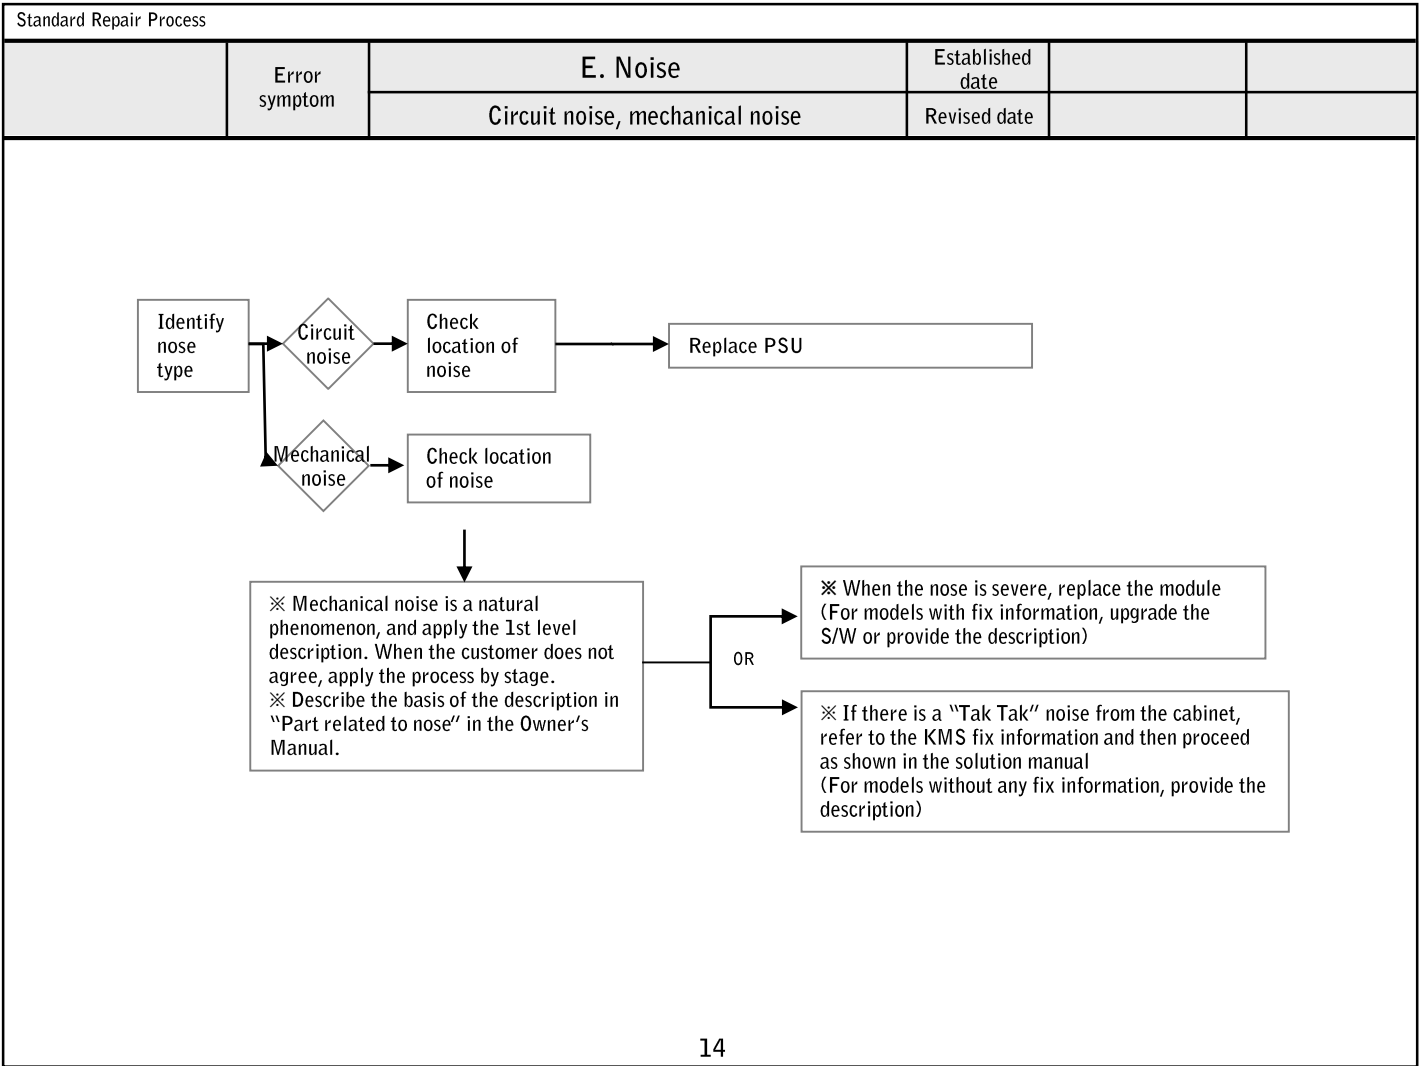 Standard Repair Process
Error
symptom
E. Noise
Established
date
Circuit noise, mechanical noise
Revised date
Identify
nose
type
Circuit
noise
Check
location of
noise
Replace PSU
Mechanical
noise
Check location
of noise
※ Mechanical noise is a natural
phenomenon, and apply the 1st level
description. When the customer does not
agree, apply the process by stage.
※ Describe the basis of the description in
“Part related to nose” in the Owner’s
Manual.
OR
※ When the nose is severe, replace the module
(For models with fix information, upgrade the
S/W or provide the description)
※ If there is a “Tak Tak” noise from the cabinet,
refer to the KMS fix information and then proceed
as shown in the solution manual
(For models without any fix information, provide the
description)
14